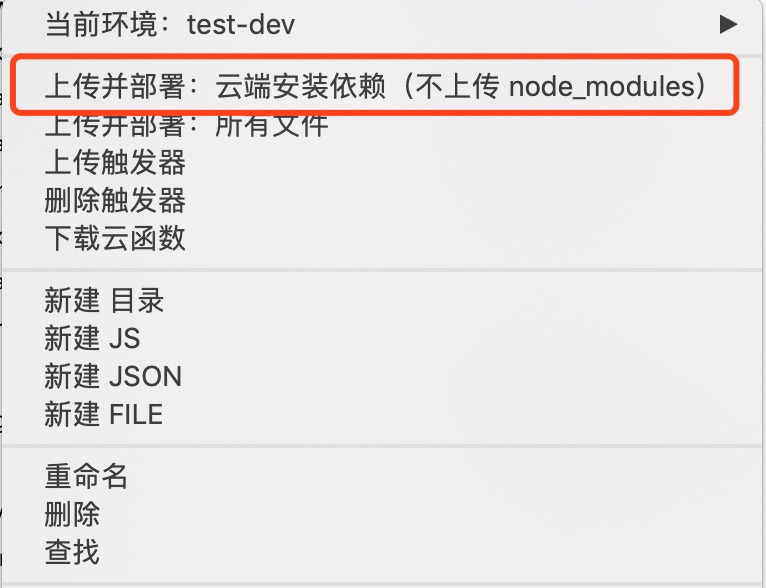 当前环境：test-dev
上传并部署：云端安装依赖（不上传 node_modules）
上传并部署：所有文件
上传触发器
删除触发器
下载云函数
新建 目录
新建 JS
新建 JSON
新建 FILE
重命名
删除
查找